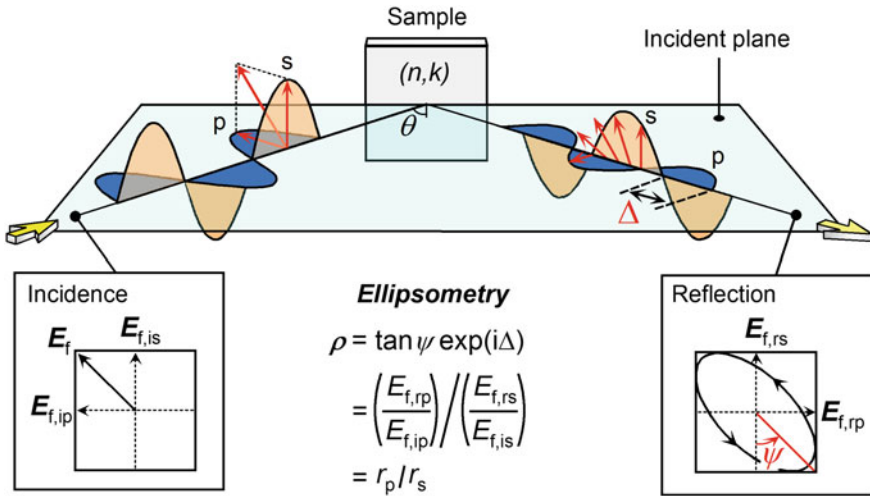 Sample
Incident plane
(n,k)
s
p
θ
s
p
Δ
Incidence
E_f
E_f,is
E_f,ip
Ellipsometry
ρ = tan ψ exp(iΔ)
= (E_f,rp / E_f,ip) / (E_f,rs / E_f,is)
= r_p / r_s
Reflection
E_f,rs
E_f,rp
ψ